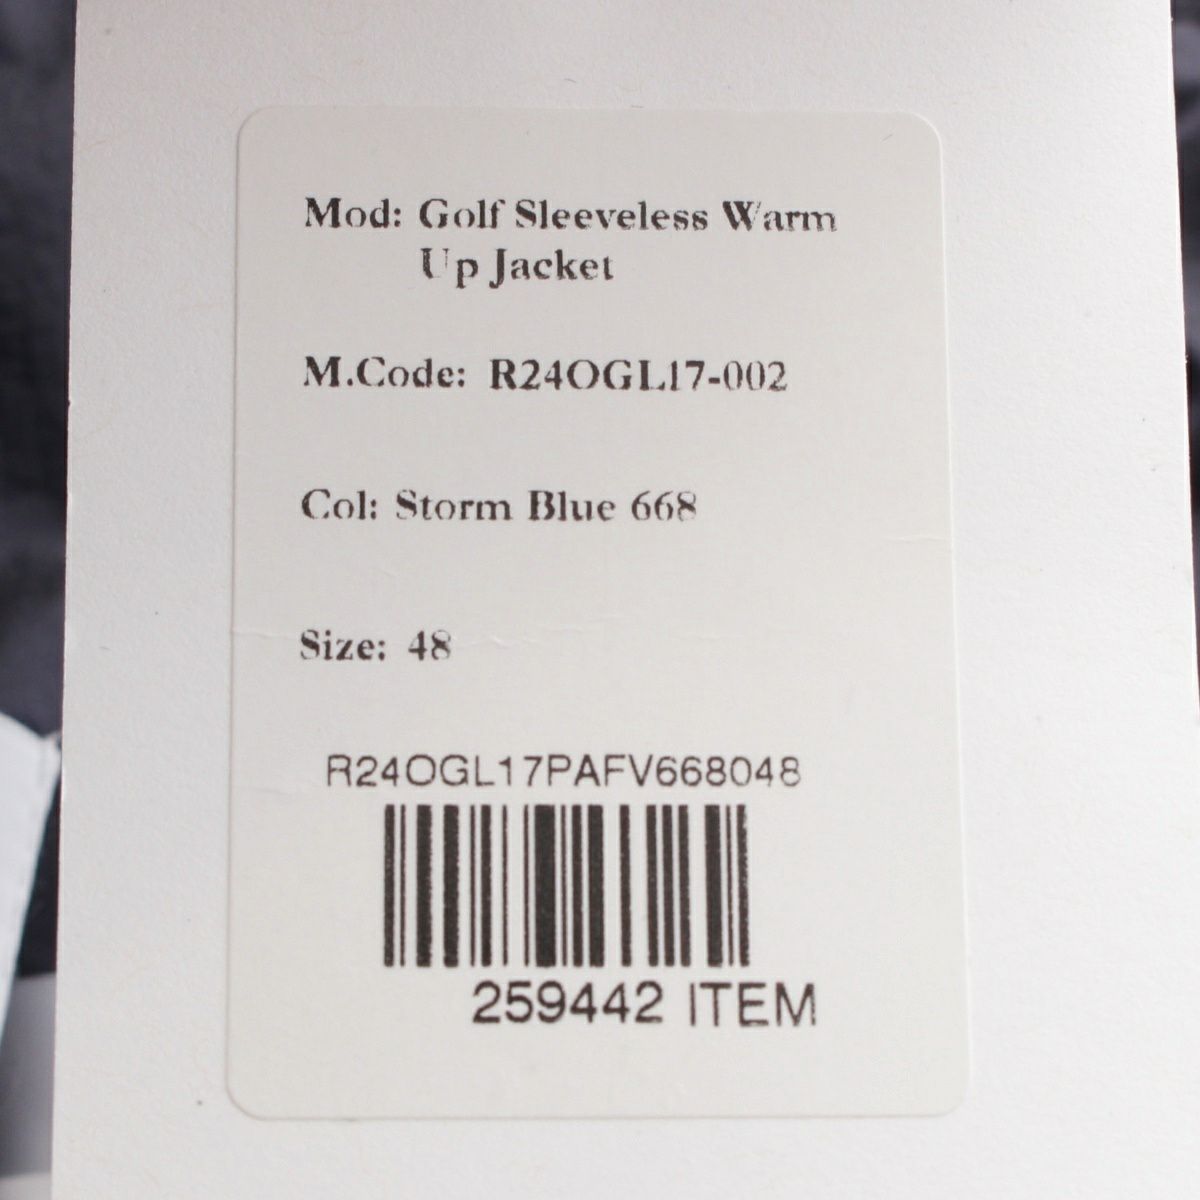 Mod: Golf Sleeveless Warm
Up Jacket
M.Code: R24OGL17-002
Col: Storm Blue 668
Size: 48
R24OGL17PAFV668048
259442 ITEM